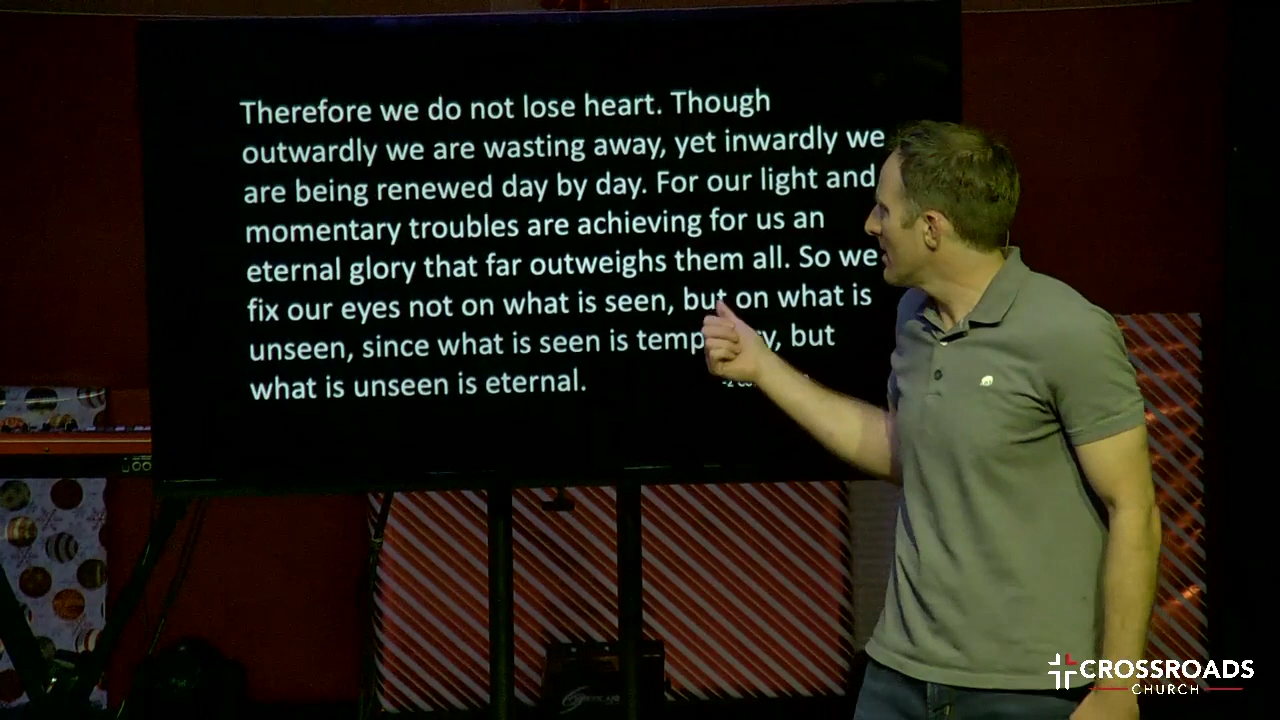 Therefore we do not lose heart. Though
outwardly we are wasting away, yet inwardly we
are being renewed day by day. For our light and
momentary troubles are achieving for us an
eternal glory that far outweighs them all. So we
fix our eyes not on what is seen, but on what is
unseen, since what is seen is but
what is unseen is eternal.
CROSSROADS
CHURCH